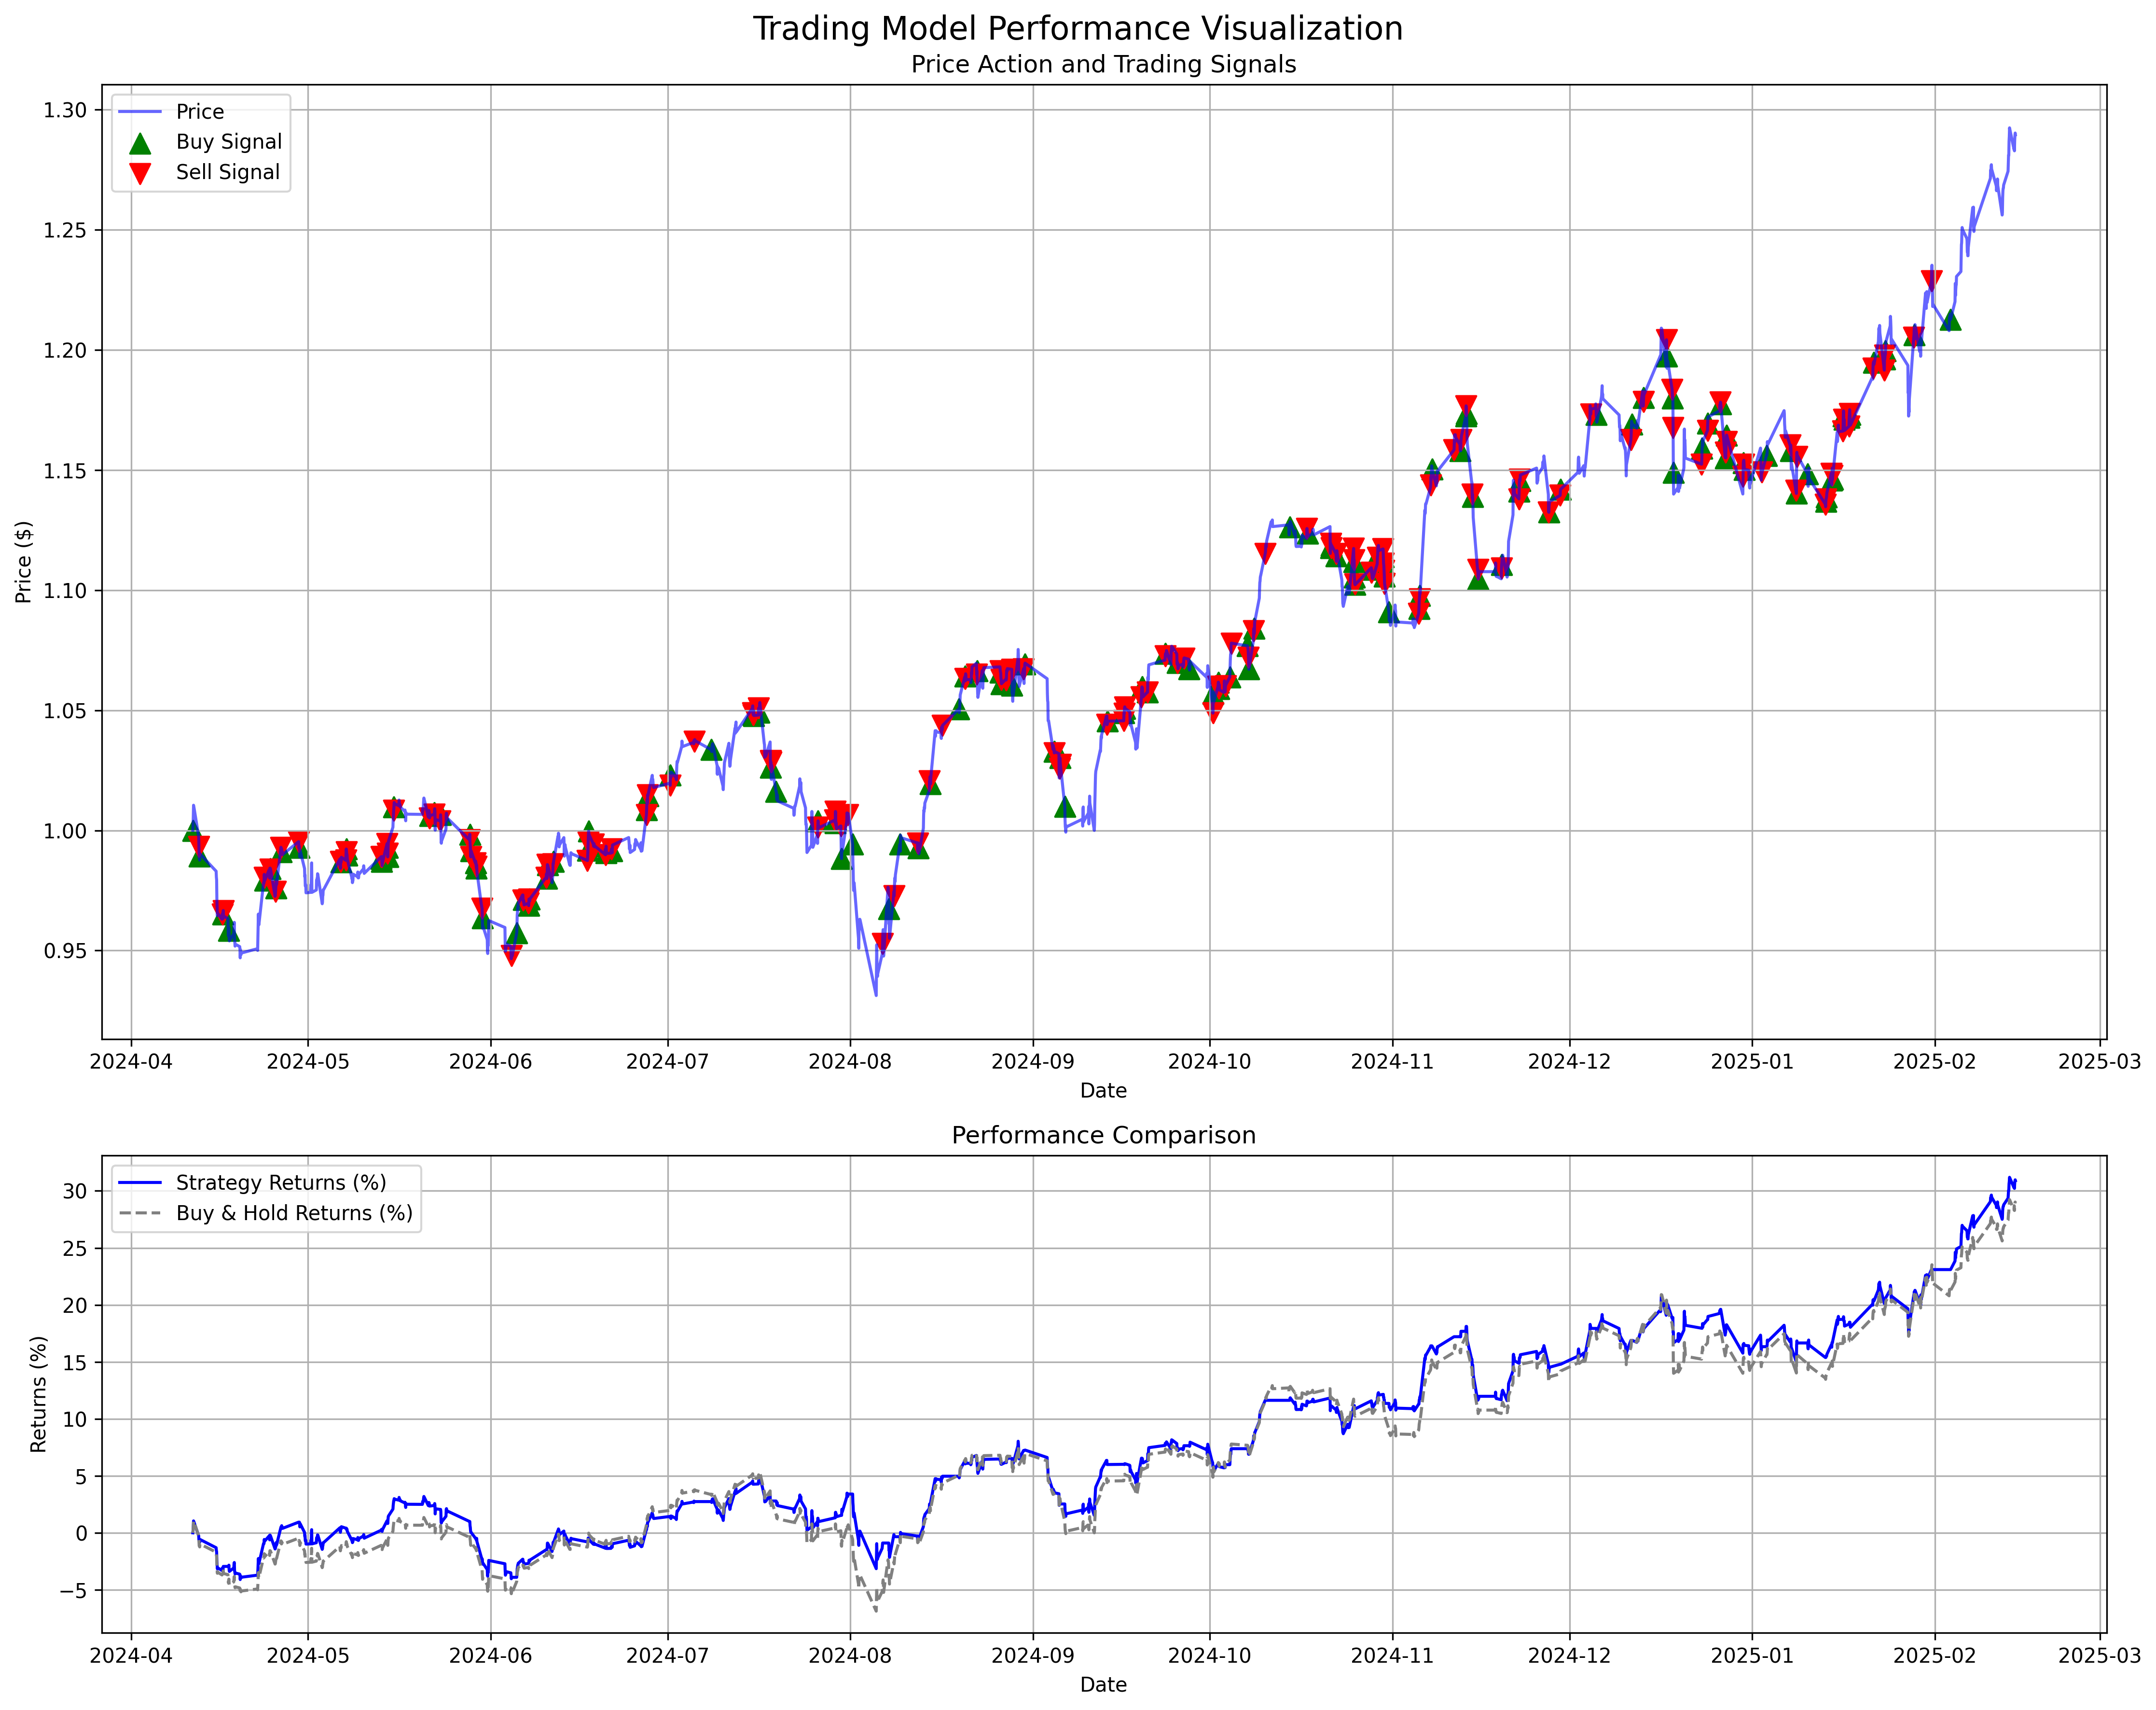 Trading Model Performance Visualization
Price Action and Trading Signals
Price
Buy Signal
Sell Signal
1.30
1.25
1.20
1.15
1.10
1.05
1.00
0.95
Price ($)
2024-04 2024-05 2024-06 2024-07 2024-08 2024-09 2024-10 2024-11 2024-12 2025-01 2025-02 2025-03
Date
Performance Comparison
Strategy Returns (%)
Buy & Hold Returns (%)
30
25
20
15
10
5
0
−5
Returns (%)
2024-04 2024-05 2024-06 2024-07 2024-08 2024-09 2024-10 2024-11 2024-12 2025-01 2025-02 2025-03
Date